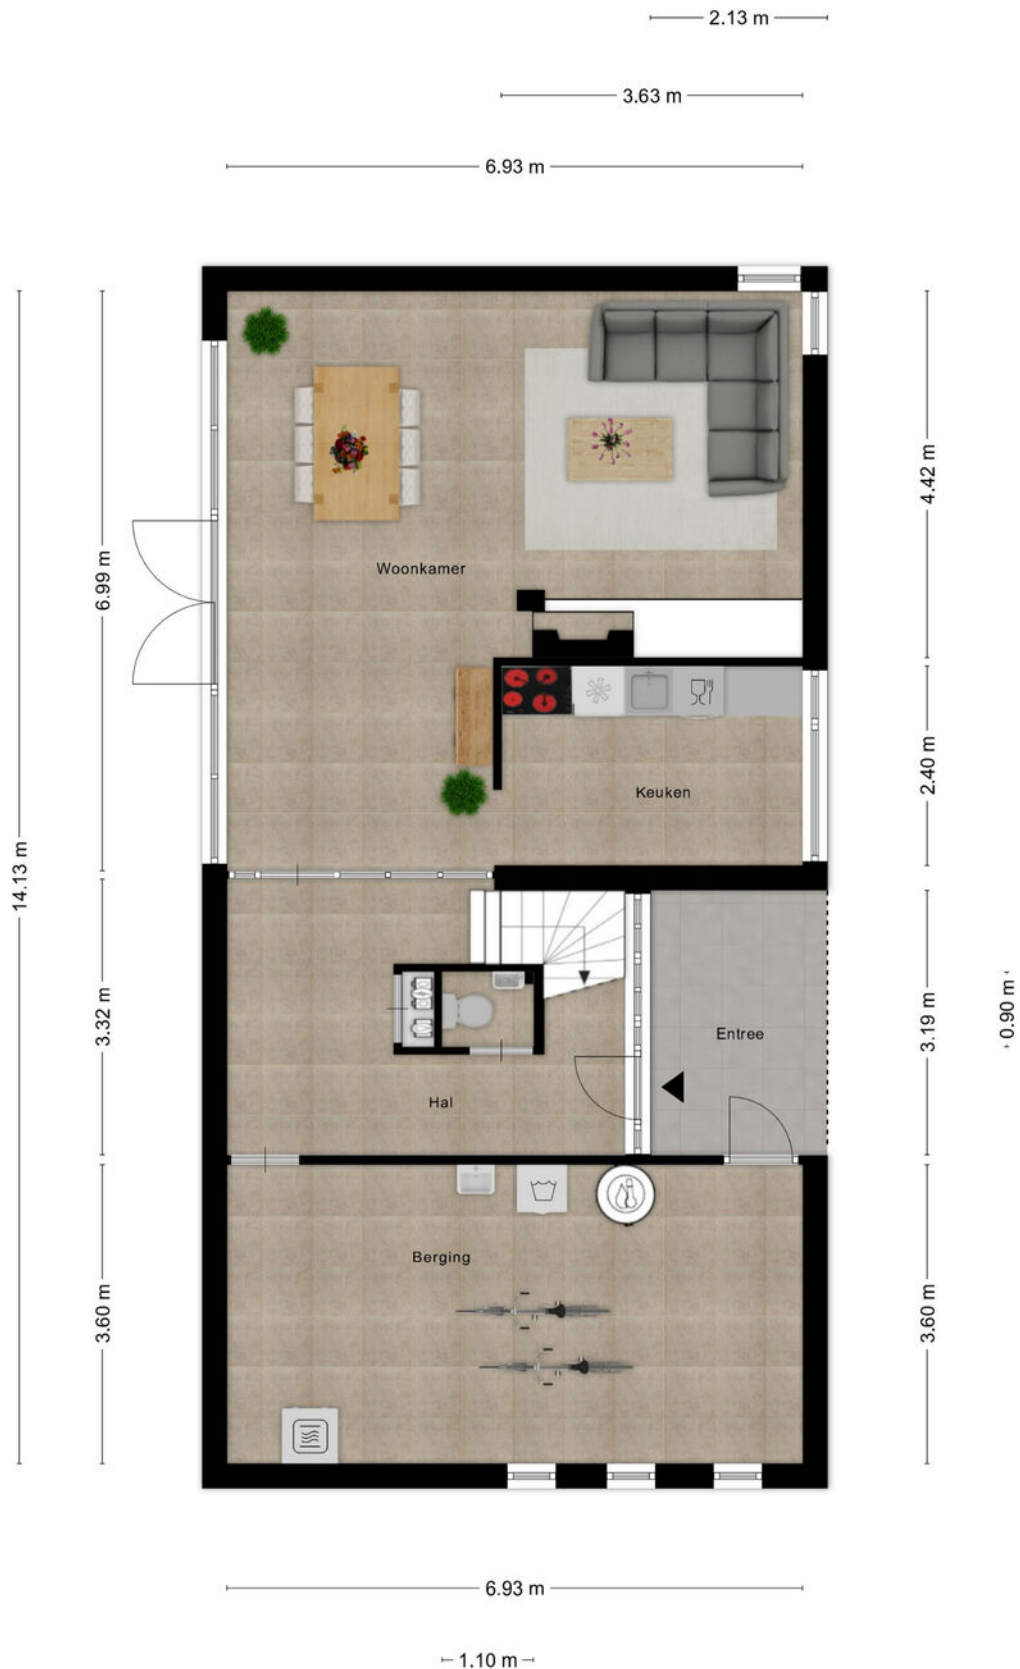 2.13 m
3.63 m
6.93 m
4.42 m
6.99 m
Woonkamer
2.40 m
Keuken
14.13 m
3.32 m
3.19 m
0.90 m
Entree
Hal
Berging
3.60 m
3.60 m
6.93 m
1.10 m